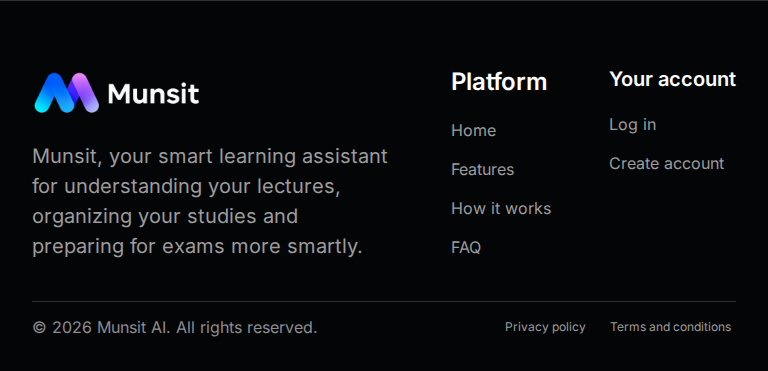 Munsit
Munsit, your smart learning assistant
for understanding your lectures,
organizing your studies and
preparing for exams more smartly.
Platform
Home
Features
How it works
FAQ
Your account
Log in
Create account
© 2026 Munsit AI. All rights reserved.
Privacy policy
Terms and conditions